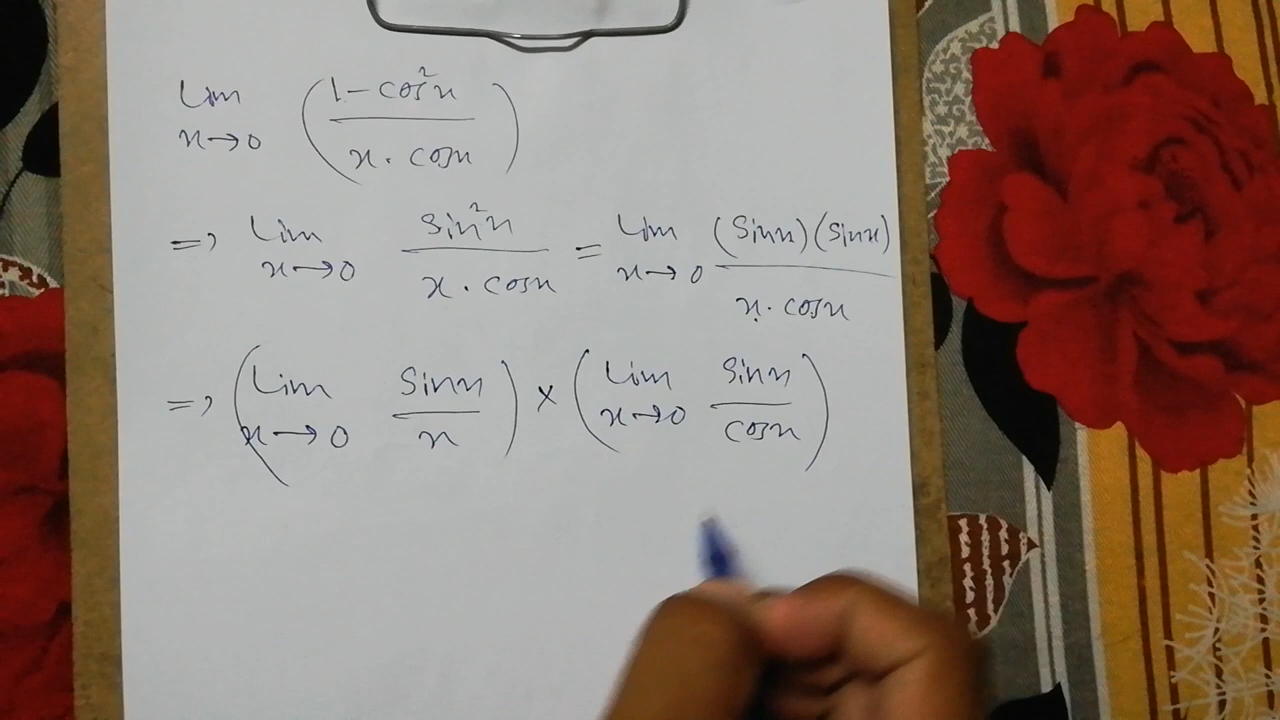 Lim (1 - cos²x / x · cosx)
x→0
=> Lim sin²x / x · cosx = Lim (sinx)(sinx) / x · cosx
x→0 x→0
=> (Lim sinx / x) × (Lim sinx / cosx)
x→0 x→0